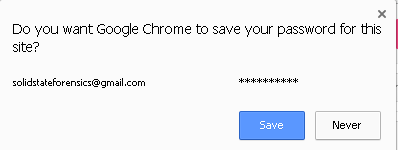 Do you want Google Chrome to save your password for this
site?
solidstateforensics@gmail.com **********
Save Never